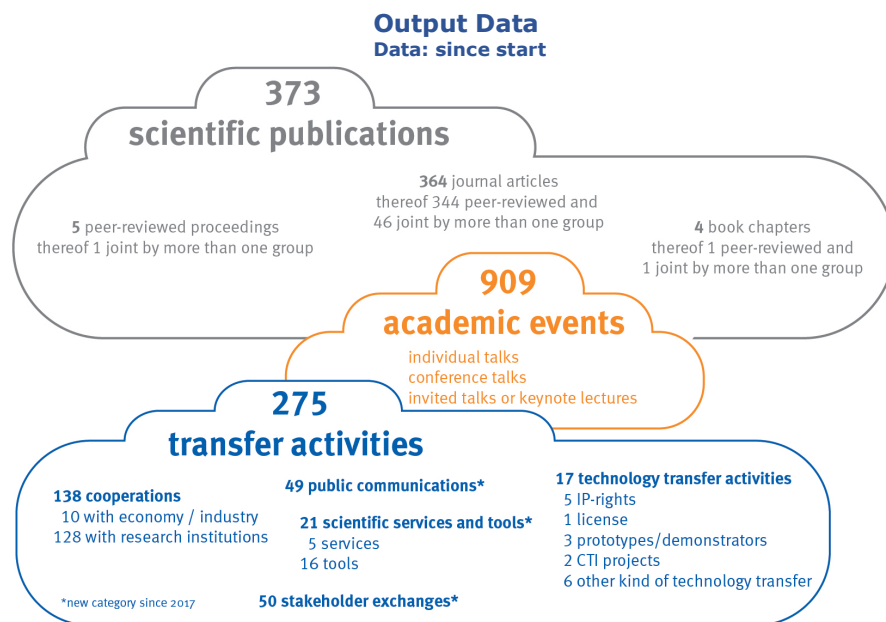 Output Data
Data: since start
373
scientific publications
364 journal articles
thereof 344 peer-reviewed and
46 joint by more than one group
5 peer-reviewed proceedings
thereof 1 joint by more than one group
4 book chapters
thereof 1 peer-reviewed and
1 joint by more than one group
909
academic events
individual talks
conference talks
invited talks or keynote lectures
275
transfer activities
138 cooperations
10 with economy / industry
128 with research institutions
49 public communications*
21 scientific services and tools*
5 services
16 tools
50 stakeholder exchanges*
17 technology transfer activities
5 IP-rights
1 license
3 prototypes/demonstrators
2 CTI projects
6 other kind of technology transfer
*new category since 2017